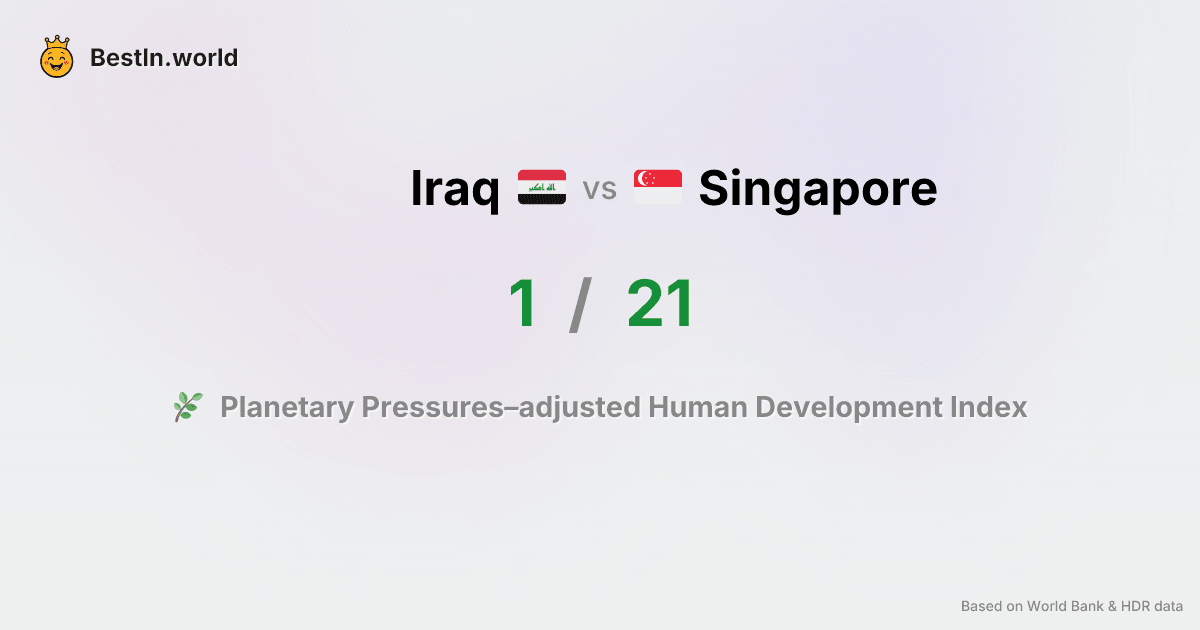 BestIn.world
Iraq vs Singapore
1 / 21
Planetary Pressures–adjusted Human Development Index
Based on World Bank & HDR data